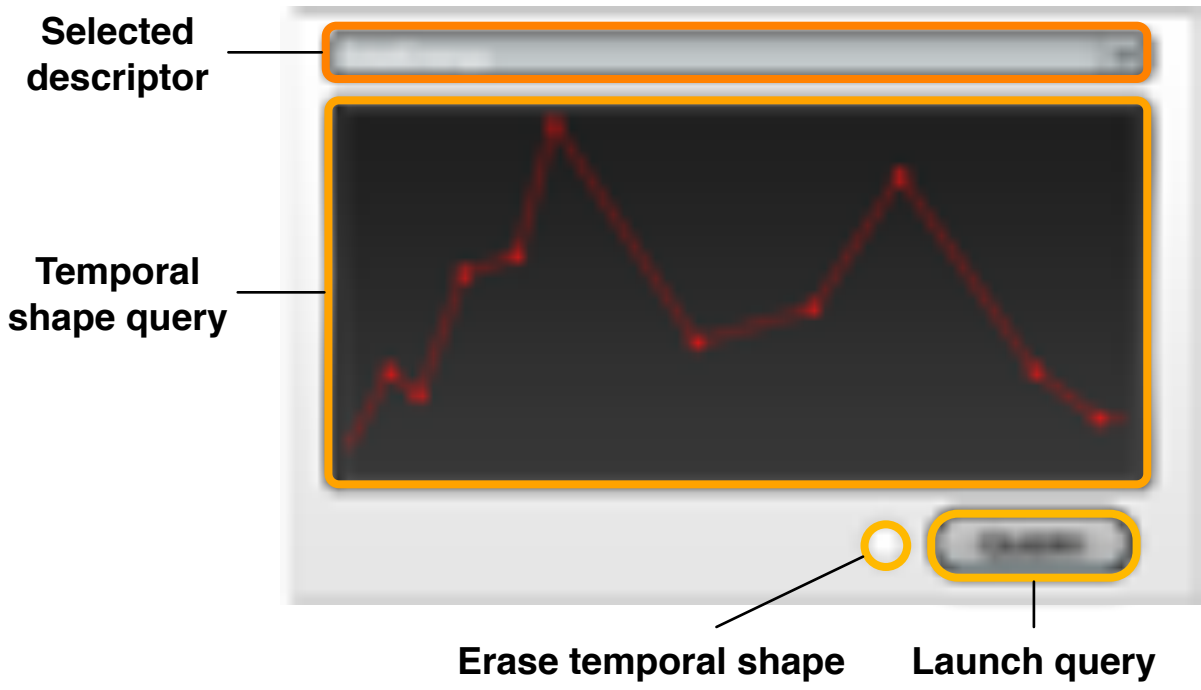 Selected
descriptor
Temporal
shape query
Erase temporal shape
Launch query